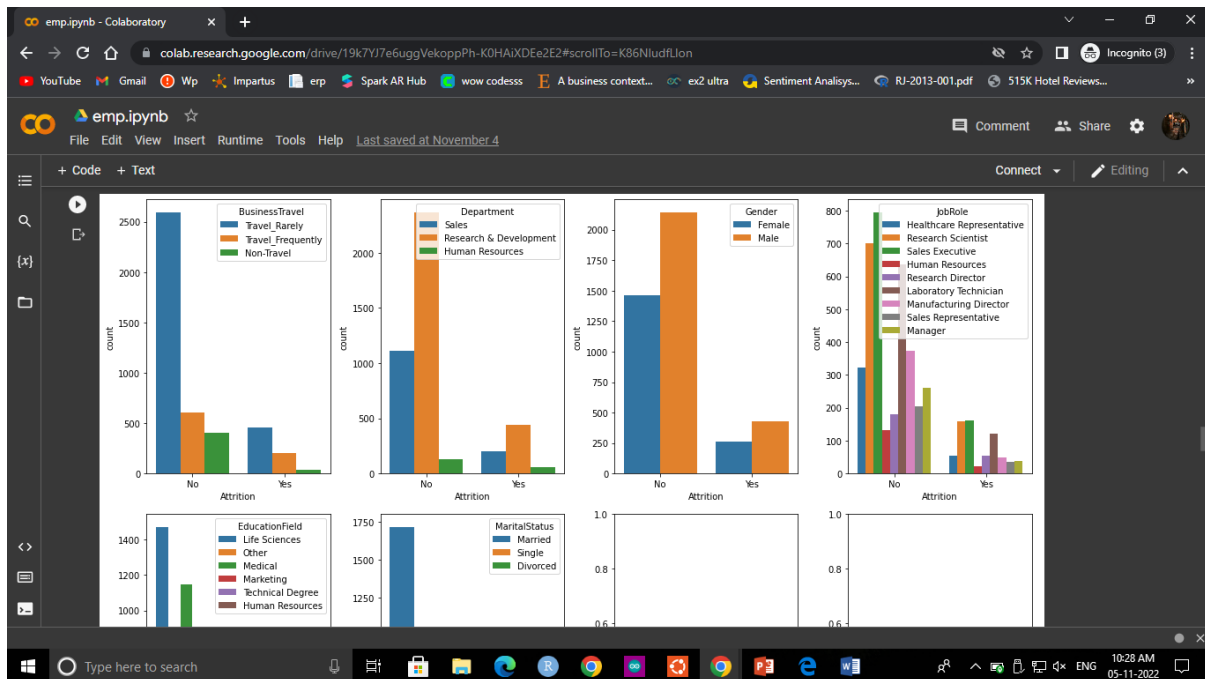 emp.ipynb - Colaboratory
colab.research.google.com/drive/19k7YJ7e6uggVekoppPh-K0HAiXDEe2E2#scrollTo=K86NIudfLIon
Incognito (3)
YouTube Gmail Wp Impartus erp Spark AR Hub wow codesss A business context... ex2 ultra Sentiment Analisys... RJ-2013-001.pdf 515K Hotel Reviews... »
emp.ipynb
Comment Share
File Edit View Insert Runtime Tools Help Last saved at November 4
+ Code + Text
Connect Editing
{x}
BusinessTravel
Travel_Rarely
Travel_Frequently
Non-Travel
2500
2000
1500
1000
500
0
count
No Yes
Attrition
Department
Sales
Research & Development
Human Resources
2000
1500
1000
500
0
count
No Yes
Attrition
Gender
Female
Male
2000
1750
1500
1250
1000
750
500
250
0
count
No Yes
Attrition
JobRole
Healthcare Representative
Research Scientist
Sales Executive
Human Resources
Research Director
Laboratory Technician
Manufacturing Director
Sales Representative
Manager
800
700
600
500
400
300
200
100
0
count
No Yes
Attrition
EducationField
Life Sciences
Other
Medical
Marketing
Technical Degree
Human Resources
1400
1200
1000
MaritalStatus
Married
Single
Divorced
1750
1500
1250
1.0
0.8
0.6
1.0
0.8
0.6
Type here to search
ENG
10:28 AM
05-11-2022